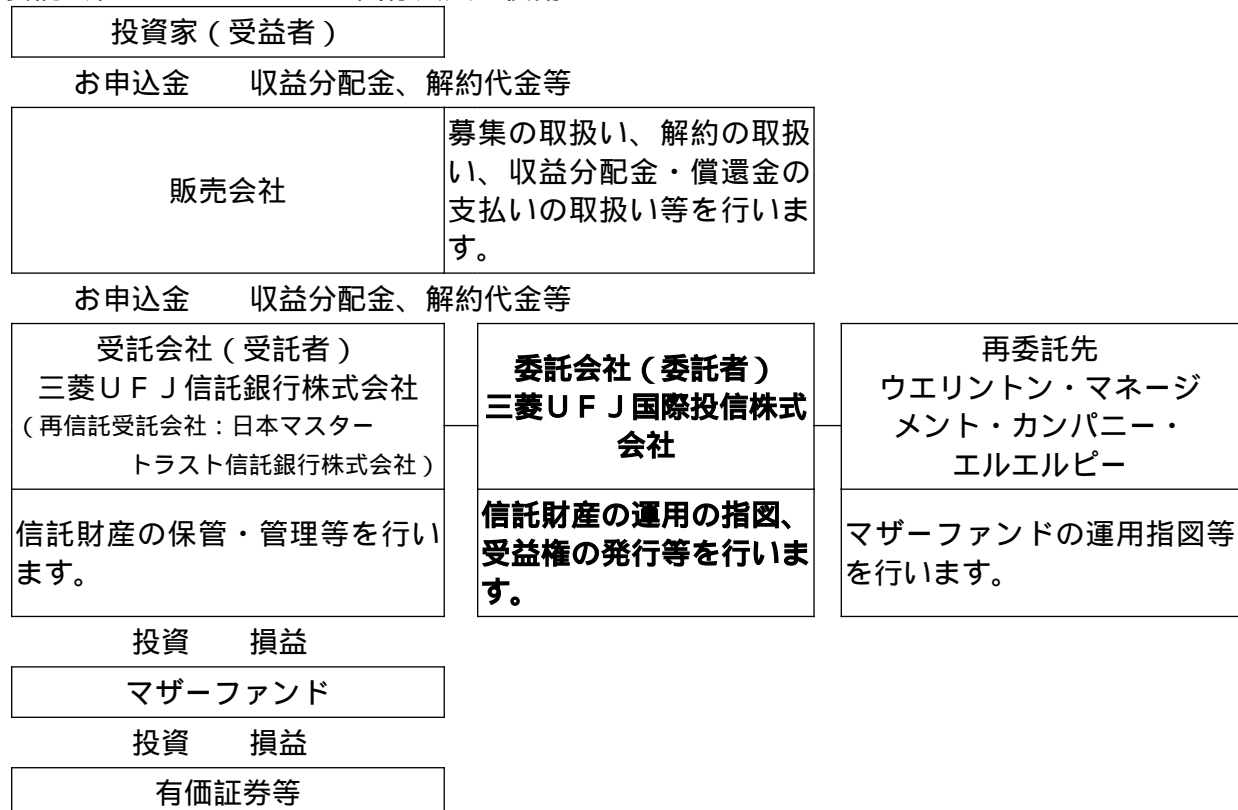 投資家（受益者）
お申込金　収益分配金、解約代金等
販売会社
募集の取扱い、解約の取扱
い、収益分配金・償還金の
支払いの取扱い等を行いま
す。
お申込金　収益分配金、解約代金等
受託会社（受託者）
三菱ＵＦＪ信託銀行株式会社
（再信託受託会社：日本マスター
トラスト信託銀行株式会社）
委託会社（委託者）
三菱ＵＦＪ国際投信株式
会社
再委託先
ウエリントン・マネージ
メント・カンパニー・
エルエルピー
信託財産の保管・管理等を行い
ます。
信託財産の運用の指図、
受益権の発行等を行いま
す。
マザーファンドの運用指図等
を行います。
投資　損益
マザーファンド
投資　損益
有価証券等